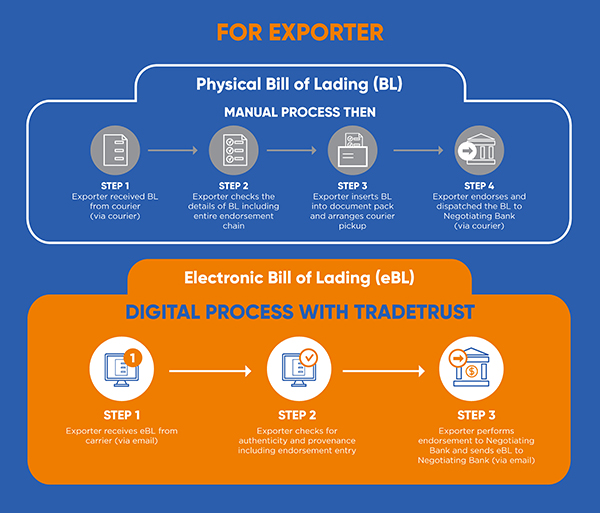 FOR EXPORTER
Physical Bill of Lading (BL)
MANUAL PROCESS THEN
STEP 1
Exporter received BL
from courier
(via courier)
STEP 2
Exporter checks the
details of BL including
entire endorsement
chain
STEP 3
Exporter inserts BL
into document pack
and arranges courier
pickup
STEP 4
Exporter endorses and
dispatched the BL to
Negotiating Bank
(via courier)
Electronic Bill of Lading (eBL)
DIGITAL PROCESS WITH TRADETRUST
1
STEP 1
Exporter receives eBL from
carrier (via email)
STEP 2
Exporter checks for
authenticity and provenance
including endorsement entry
$
STEP 3
Exporter performs
endorsement to Negotiating
Bank and sends eBL to
Negotiating Bank (via email)